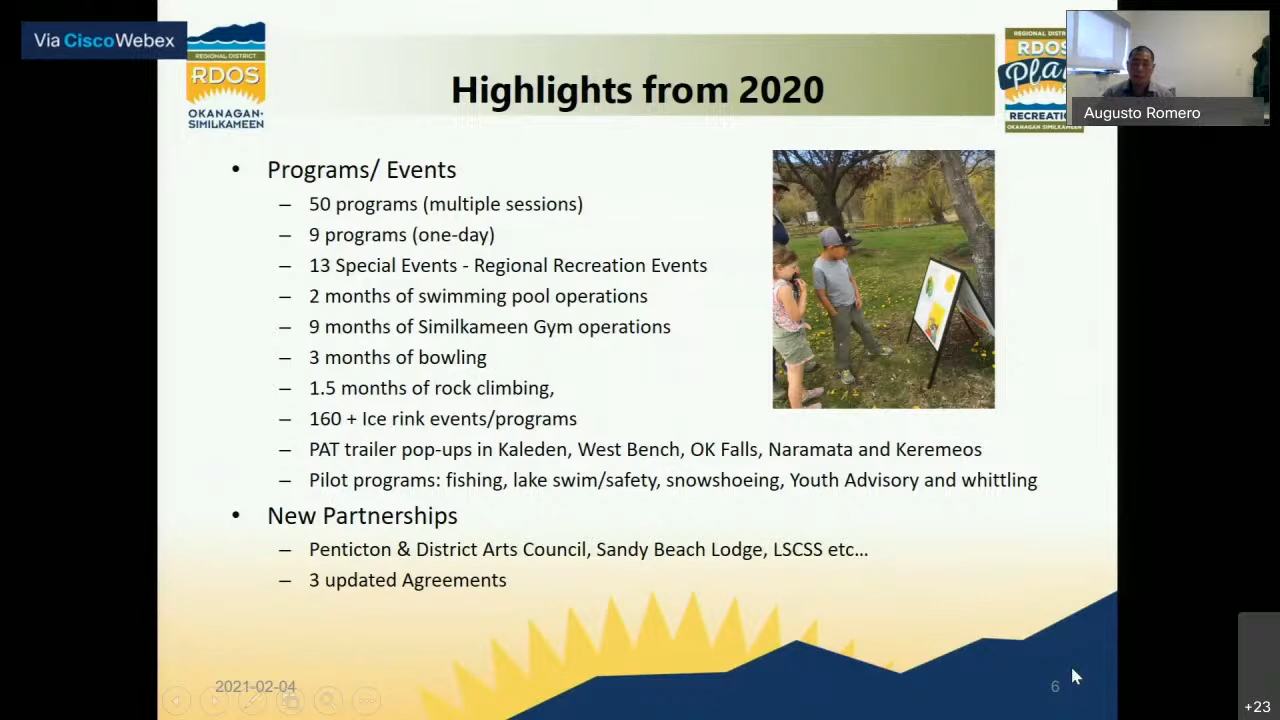 Via CiscoWebex
REGIONAL DISTRICT
RDOS
OKANAGAN-
SIMILKAMEEN
Highlights from 2020
REGIONAL DISTRICT
RDOS
RECREATION
OKANAGAN SIMILKAMEEN
Augusto Romero
• Programs/ Events
– 50 programs (multiple sessions)
– 9 programs (one-day)
– 13 Special Events - Regional Recreation Events
– 2 months of swimming pool operations
– 9 months of Similkameen Gym operations
– 3 months of bowling
– 1.5 months of rock climbing,
– 160 + Ice rink events/programs
– PAT trailer pop-ups in Kaleden, West Bench, OK Falls, Naramata and Keremeos
– Pilot programs: fishing, lake swim/safety, snowshoeing, Youth Advisory and whittling
• New Partnerships
– Penticton & District Arts Council, Sandy Beach Lodge, LSCSS etc…
– 3 updated Agreements
2021-02-04
6
+23